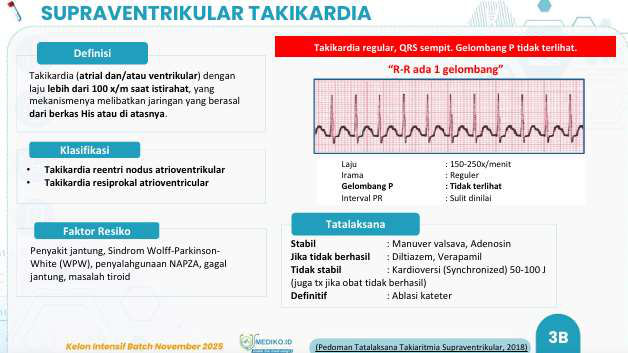 SUPRAVENTRIKULAR TAKIKARDIA
Definisi
Takikardia (atrial dan/atau ventrikular) dengan
laju lebih dari 100 x/m saat istirahat, yang
mekanismenya melibatkan jaringan yang berasal
dari berkas His atau di atasnya.
Klasifikasi
• Takikardia reentri nodus atrioventrikular
• Takikardia resiprokal atrioventricular
Faktor Resiko
Penyakit jantung, Sindrom Wolff-Parkinson-
White (WPW), penyalahgunaan NAPZA, gagal
jantung, masalah tiroid
Takikardia regular, QRS sempit. Gelombang P tidak terlihat.
“R-R ada 1 gelombang”
Laju : 150-250x/menit
Irama : Reguler
Gelombang P : Tidak terlihat
Interval PR : Sulit dinilai
Tatalaksana
Stabil : Manuver valsava, Adenosin
Jika tidak berhasil : Diltiazem, Verapamil
Tidak stabil : Kardioversi (Synchronized) 50-100 J
(juga tx jika obat tidak berhasil)
Definitif : Ablasi kateter
Kelan Intensif Batch November 2025
MEDIKO.ID
(Pedoman Tatalaksana Takiaritmia Supraventrikular, 2018)
3B